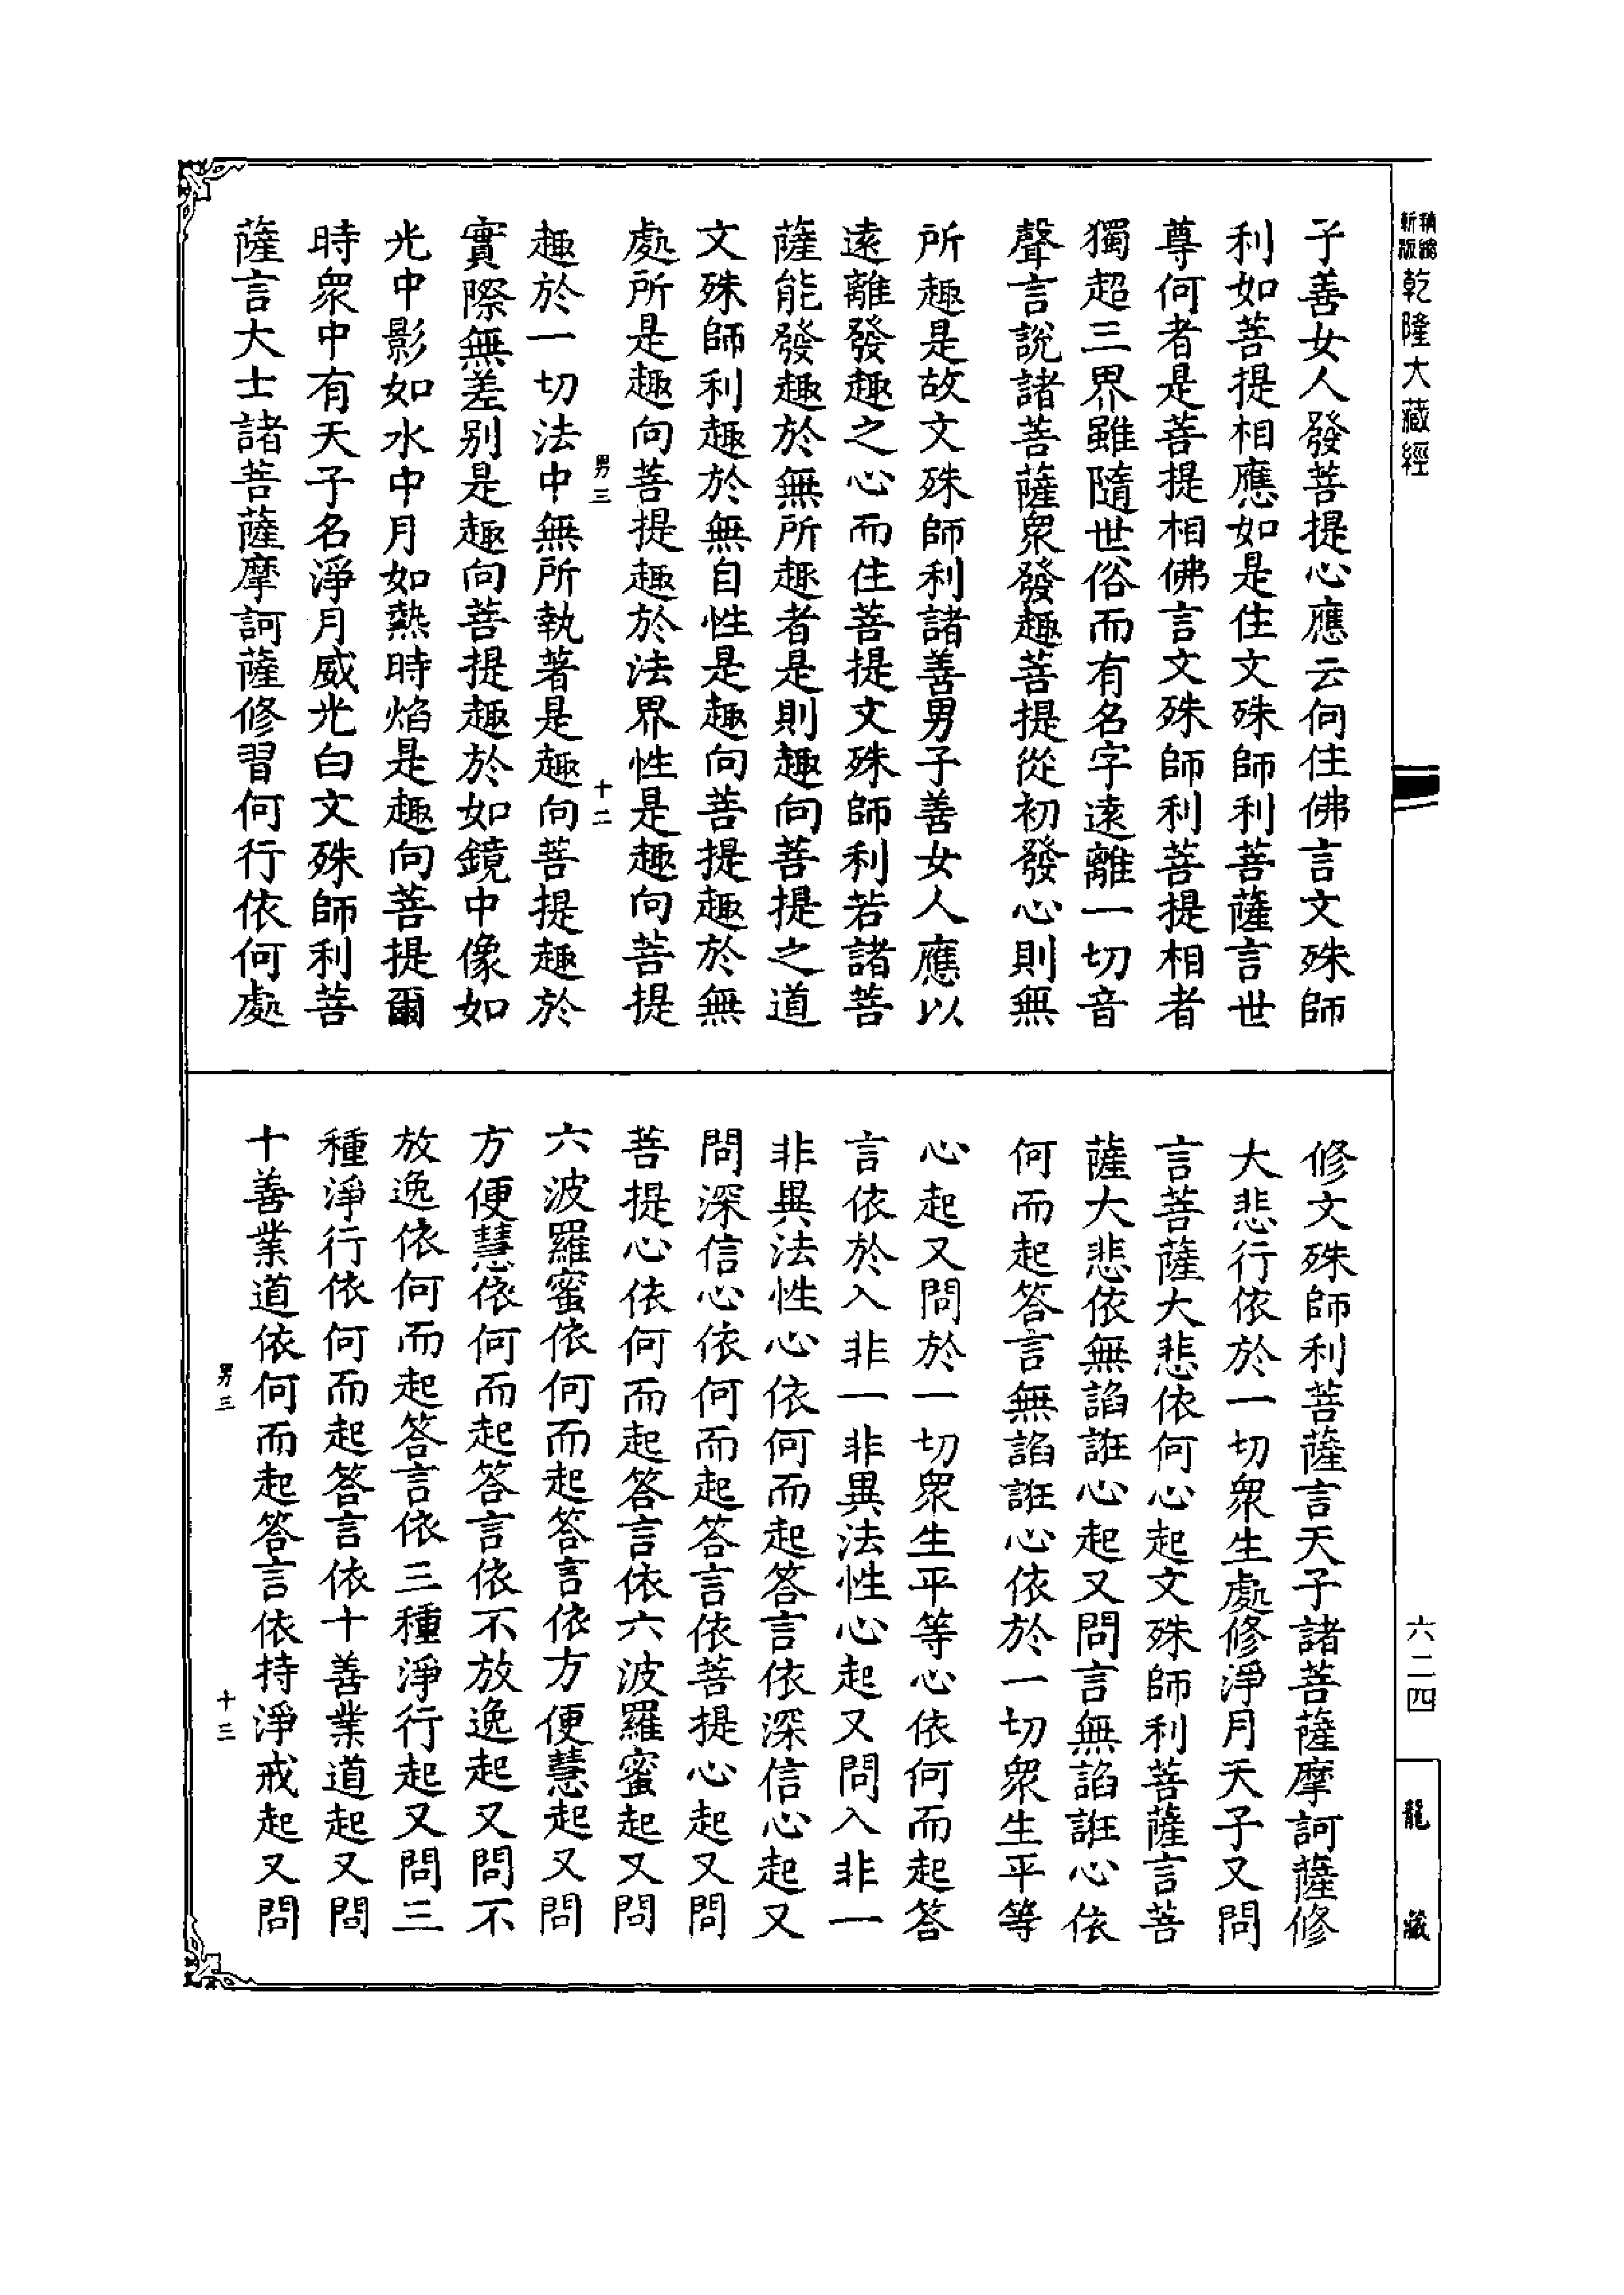 新版
精縮
乾隆大藏經
子善女人發菩提心應云何住佛言文殊師
利如菩提相應如是住文殊師利菩薩言世
尊何者是菩提相佛言文殊師利菩提相者
獨超三界雖隨世俗而有名字遠離一切音
聲言說諸菩薩衆發趣菩提從初發心則無
所趣是故文殊師利諸善男子善女人應以
遠離發趣之心而住菩提文殊師利若諸菩
薩能發趣於無所趣者是則趣向菩提之道
文殊師利趣於無自性是趣向菩提趣於無
處所是趣向菩提趣於法界性是趣向菩提
男三
十二
趣於一切法中無所執著是趣向菩提趣於
實際無差別是趣向菩提趣於如鏡中像如
光中影如水中月如熱時焰是趣向菩提爾
時衆中有天子名淨月威光白文殊師利菩
薩言大士諸菩薩摩訶薩修習何行依何處
修文殊師利菩薩言天子諸菩薩摩訶薩修
大悲行依於一切衆生處修淨月天子又問
言菩薩大悲依何心起文殊師利菩薩言菩
薩大悲依無諂誑心起又問言無諂誑心依
何而起答言無諂誑心依於一切衆生平等
心起又問於一切衆生平等心依何而起答
言依於入非一非異法性心起又問入非一
非異法性心依何而起答言依深信心起又
問深信心依何而起答言依菩提心起又問
菩提心依何而起答言依六波羅蜜起又問
六波羅蜜依何而起答言依方便慧起又問
方便慧依何而起答言依不放逸起又問不
放逸依何而起答言依三種淨行起又問三
種淨行依何而起答言依十善業道起又問
十善業道依何而起答言依持淨戒起又問
男三
十三
六二四
龍藏